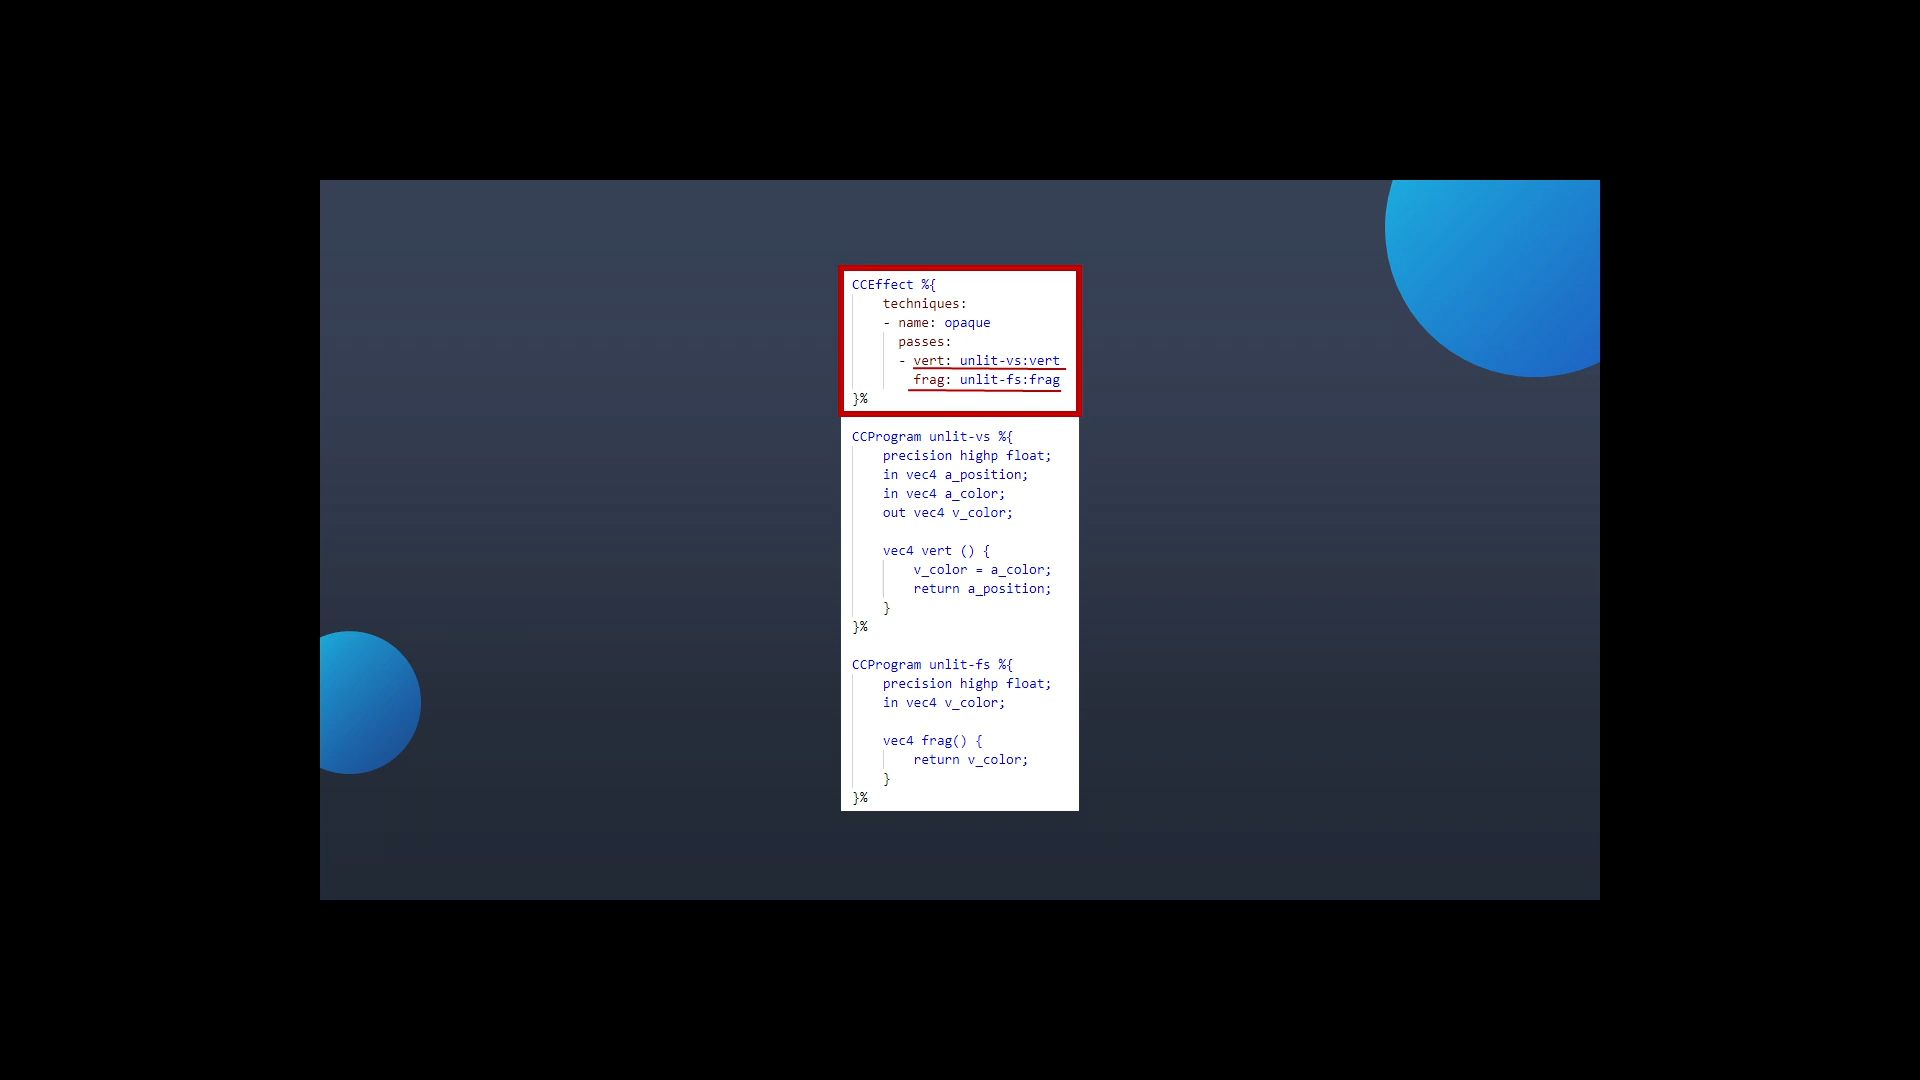 CCEffect %{
techniques:
- name: opaque
passes:
- vert: unlit-vs:vert
frag: unlit-fs:frag
}%
CCProgram unlit-vs %{
precision highp float;
in vec4 a_position;
in vec4 a_color;
out vec4 v_color;
vec4 vert () {
v_color = a_color;
return a_position;
}
}%
CCProgram unlit-fs %{
precision highp float;
in vec4 v_color;
vec4 frag() {
return v_color;
}
}%